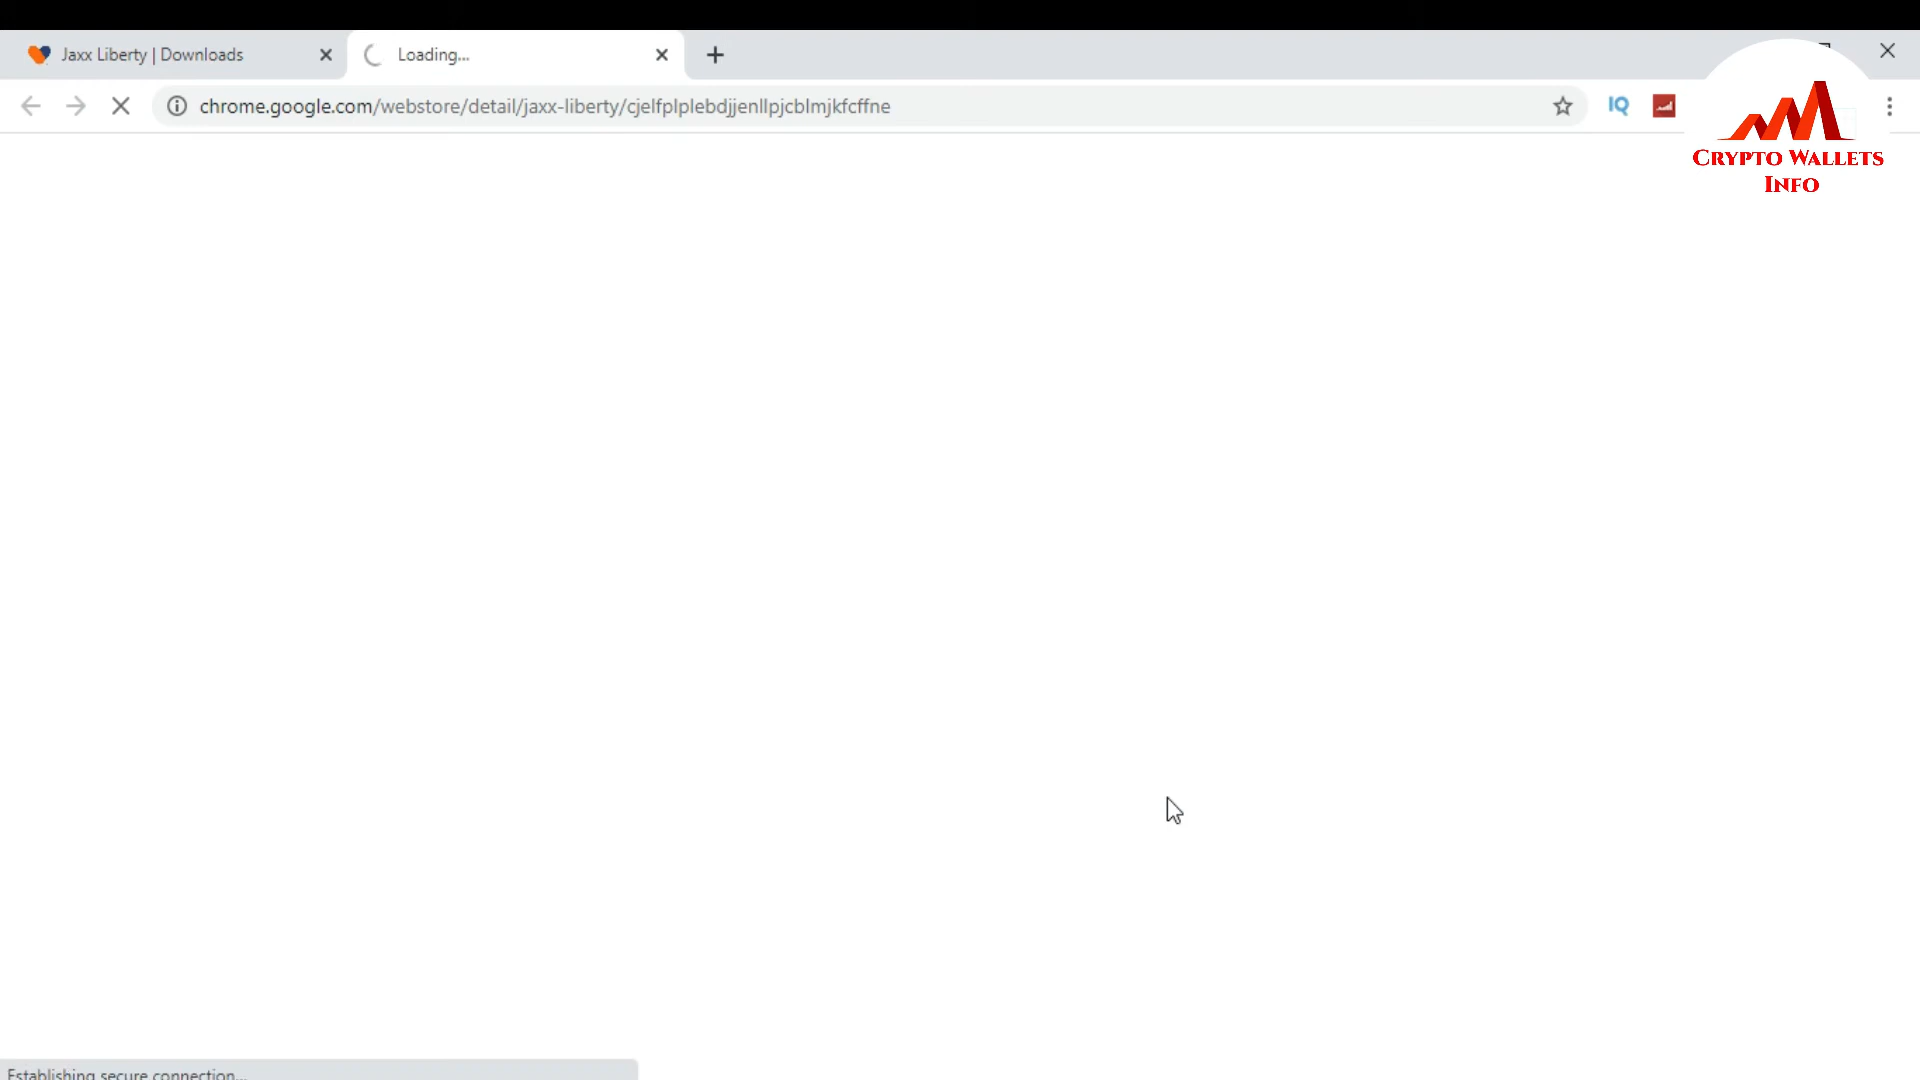 Jaxx Liberty | Downloads
Loading...
chrome.google.com/webstore/detail/jaxx-liberty/cjelfplplebdjjenllpjcblmjkfcffne
IQ
CRYPTO WALLETS
INFO
Establishing secure connection...